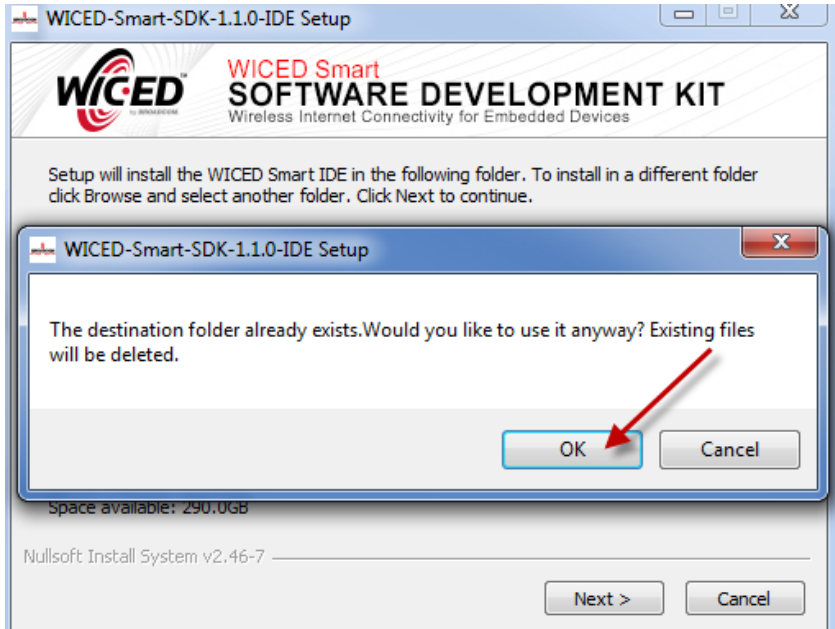 WICED-Smart-SDK-1.1.0-IDE Setup
WICED™
by BROADCOM
WICED Smart
SOFTWARE DEVELOPMENT KIT
Wireless Internet Connectivity for Embedded Devices
Setup will install the WICED Smart IDE in the following folder. To install in a different folder
click Browse and select another folder. Click Next to continue.
WICED-Smart-SDK-1.1.0-IDE Setup
The destination folder already exists.Would you like to use it anyway? Existing files
will be deleted.
OK Cancel
Space available: 290.0GB
Nullsoft Install System v2.46-7
Next > Cancel